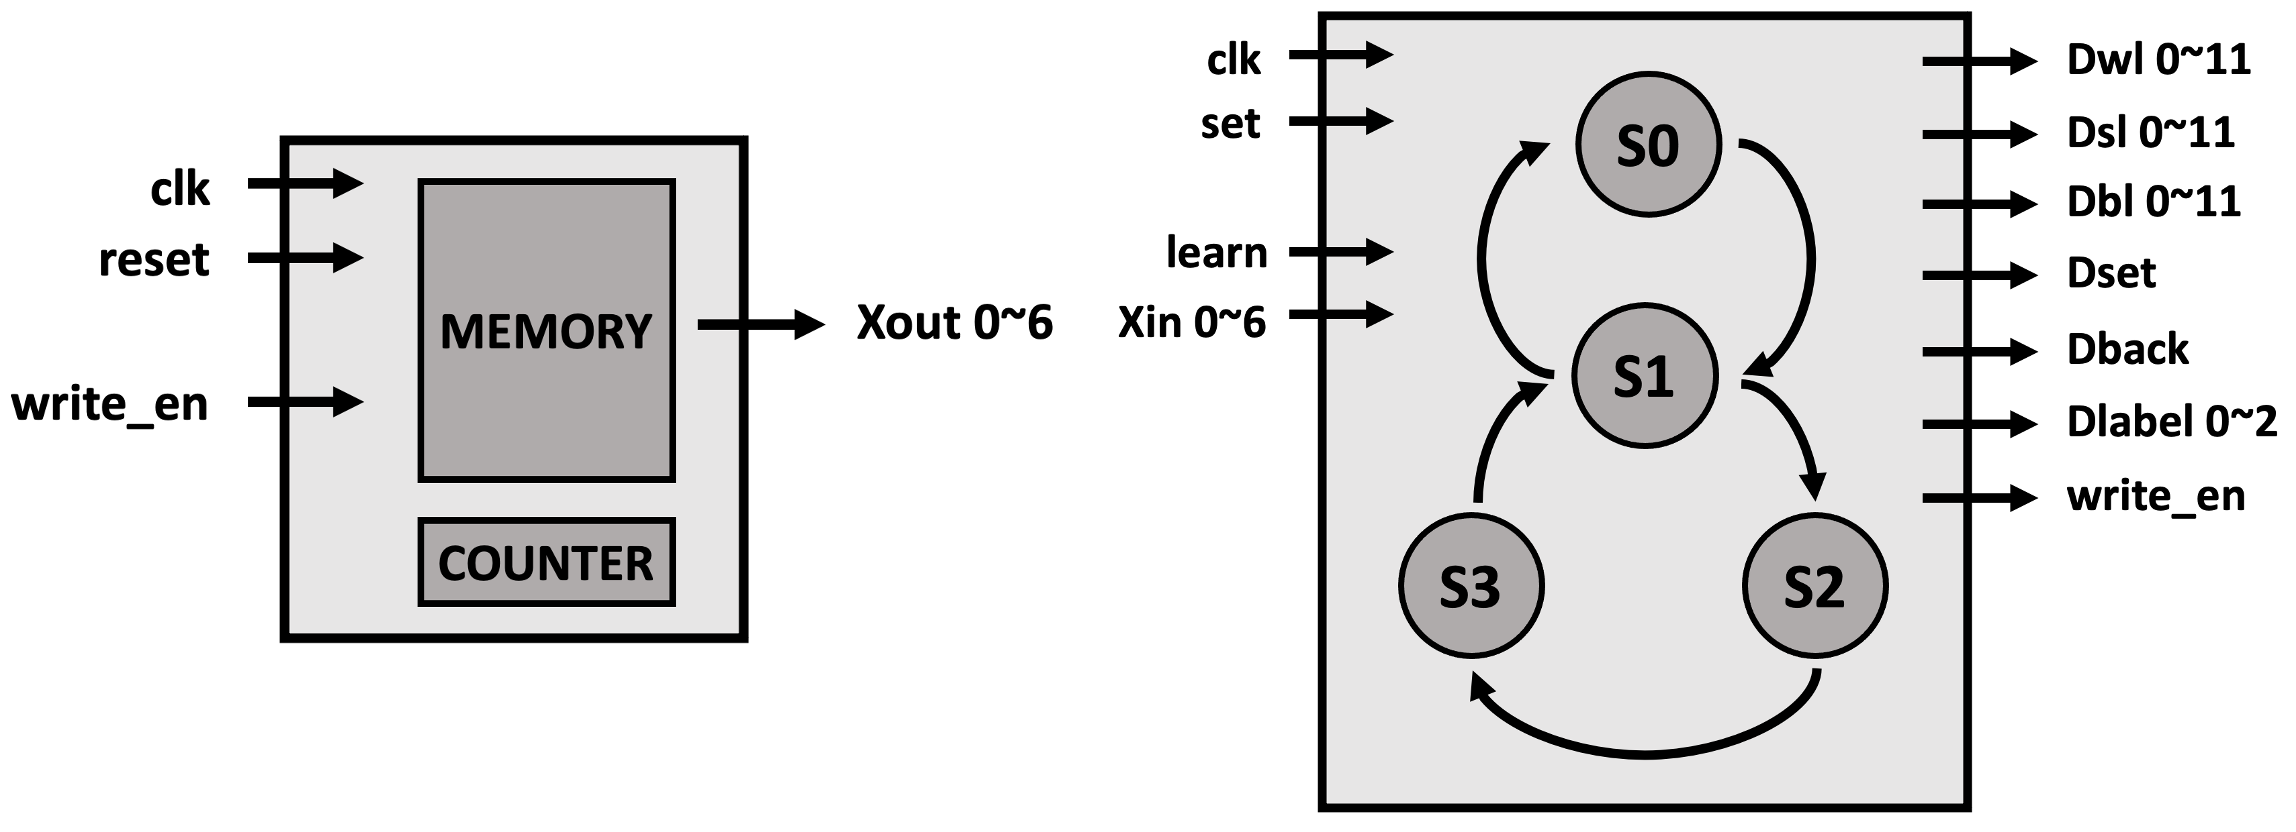 clk
reset
write_en
MEMORY
COUNTER
Xout 0~6
clk
set
learn
Xin 0~6
S0
S1
S3
S2
Dwl 0~11
Dsl 0~11
Dbl 0~11
Dset
Dback
Dlabel 0~2
write_en